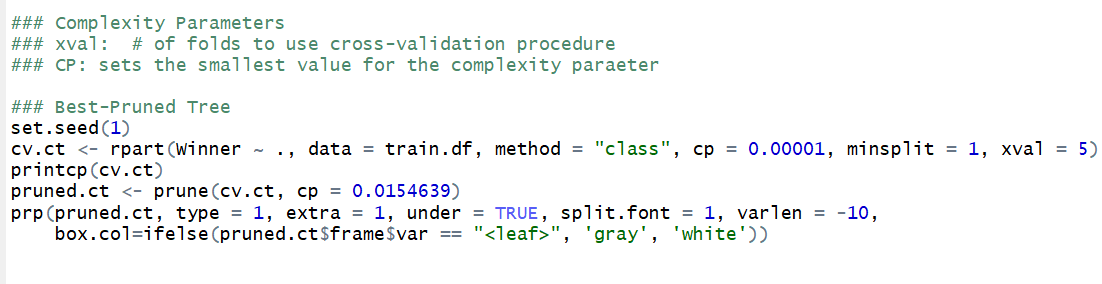 ### Complexity Parameters
### xval:  # of folds to use cross-validation procedure
### CP: sets the smallest value for the complexity paraeter
### Best-Pruned Tree
set.seed(1)
cv.ct <- rpart(Winner ~ ., data = train.df, method = "class", cp = 0.00001, minsplit = 1, xval = 5)
printcp(cv.ct)
pruned.ct <- prune(cv.ct, cp = 0.0154639)
prp(pruned.ct, type = 1, extra = 1, under = TRUE, split.font = 1, varlen = -10,
    box.col=ifelse(pruned.ct$frame$var == "<leaf>", 'gray', 'white'))